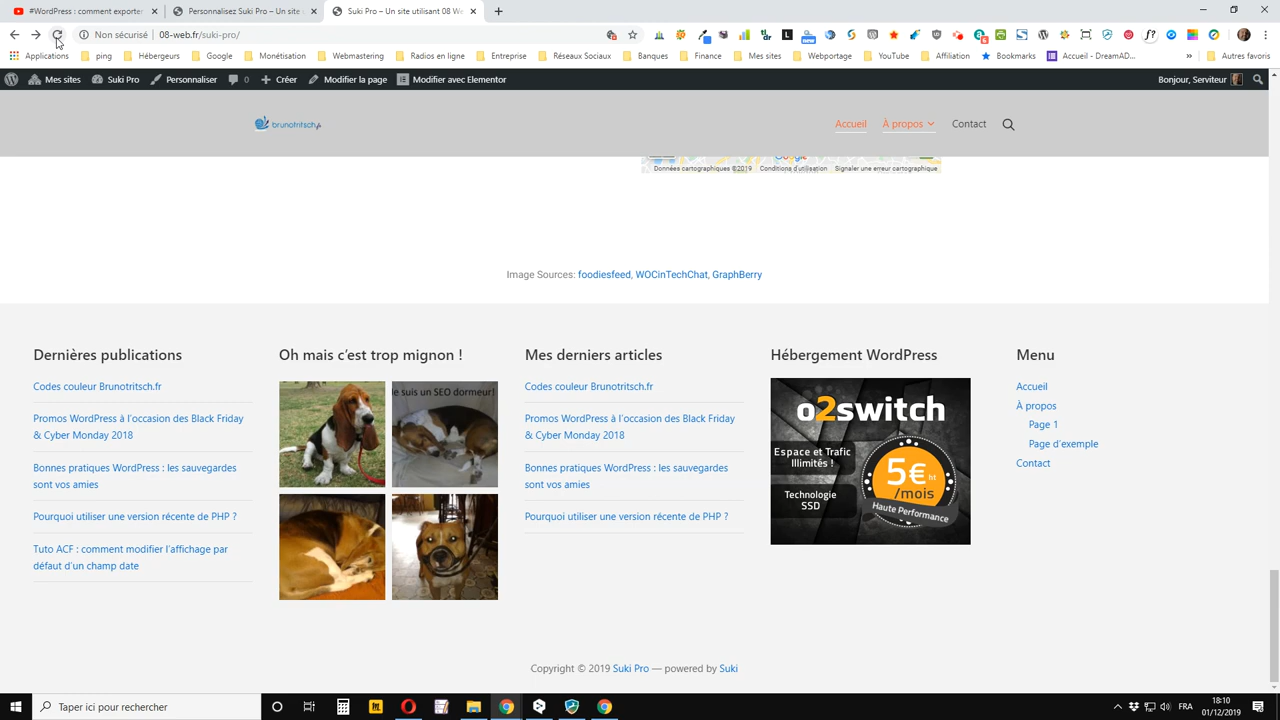 #WordPress : comment exporter
Personnalisez Suki Pro – Un site
Suki Pro – Un site utilisant 08 We
Non sécurisé
08-web.fr/suki-pro/
Applications
ping
Hébergeurs
Google
Monétisation
Webmastering
Radios en ligne
Entreprise
Réseaux Sociaux
Banques
Finance
Mes sites
Webportage
YouTube
Affiliation
Bookmarks
Accueil - DreamAD...
»
Autres favoris
Mes sites
Suki Pro
Personnaliser
0
Créer
Modifier la page
Modifier avec Elementor
Bonjour, Serviteur
brunotritsch.fr
Accueil
À propos
Contact
Google
Données cartographiques ©2019
Conditions d'utilisation
Signaler une erreur cartographique
Image Sources: foodiesfeed, WOCinTechChat, GraphBerry
Dernières publications
Codes couleur Brunotritsch.fr
Promos WordPress à l'occasion des Black Friday
& Cyber Monday 2018
Bonnes pratiques WordPress : les sauvegardes
sont vos amies
Pourquoi utiliser une version récente de PHP ?
Tuto ACF : comment modifier l'affichage par
défaut d'un champ date
Oh mais c'est trop mignon !
Je suis un SEO dormeur!
Mes derniers articles
Codes couleur Brunotritsch.fr
Promos WordPress à l'occasion des Black Friday
& Cyber Monday 2018
Bonnes pratiques WordPress : les sauvegardes
sont vos amies
Pourquoi utiliser une version récente de PHP ?
Hébergement WordPress
o2switch
Espace et Trafic
Illimités !
5€ ht
/mois
Technologie
SSD
Haute Performance
Menu
Accueil
À propos
Page 1
Page d'exemple
Contact
Copyright © 2019 Suki Pro — powered by Suki
Taper ici pour rechercher
FRA
18:10
01/12/2019